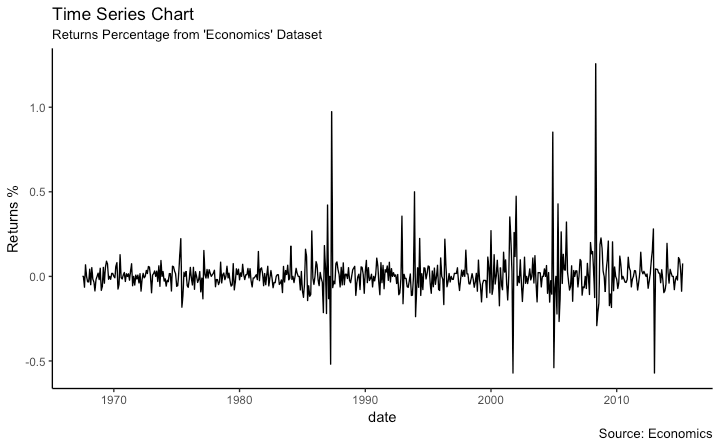 Time Series Chart
Returns Percentage from 'Economics' Dataset
Returns %
1.0
0.5
0.0
-0.5
1970 1980 1990 2000 2010
date
Source: Economics